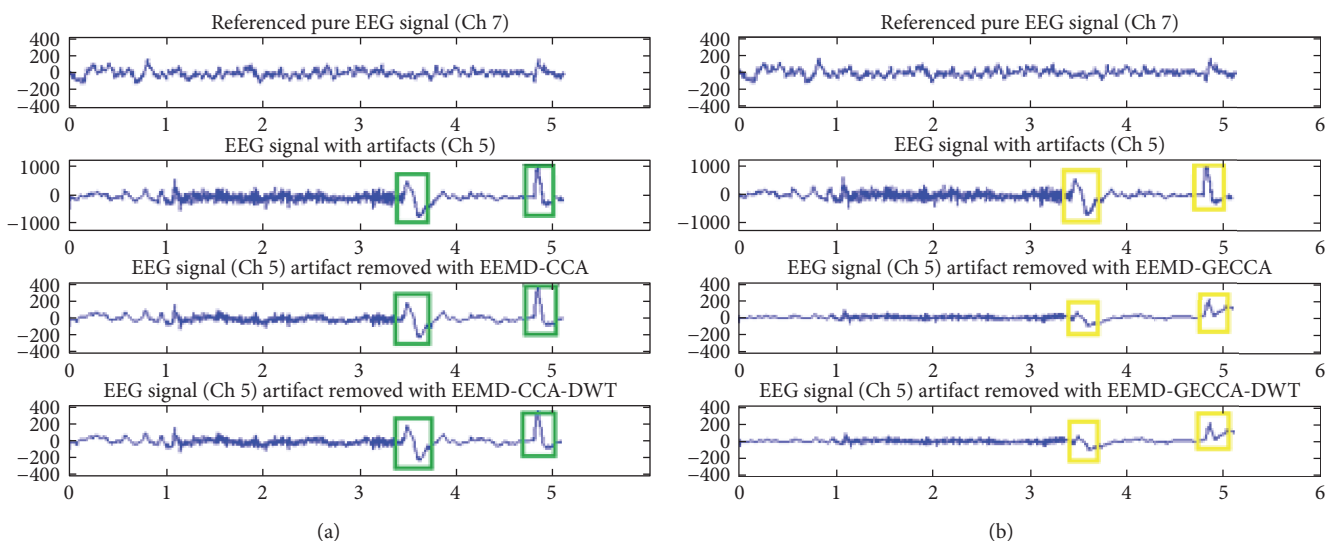 Referenced pure EEG signal (Ch 7)
400
200
0
−200
−400
0 1 2 3 4 5
EEG signal with artifacts (Ch 5)
1000
0
−1000
0 1 2 3 4 5
EEG signal (Ch 5) artifact removed with EEMD-CCA
400
200
0
−200
−400
0 1 2 3 4 5
EEG signal (Ch 5) artifact removed with EEMD-CCA-DWT
400
200
0
−200
−400
0 1 2 3 4 5
(a)
Referenced pure EEG signal (Ch 7)
400
200
0
−200
−400
0 1 2 3 4 5 6
EEG signal with artifacts (Ch 5)
1000
0
−1000
0 1 2 3 4 5 6
EEG signal (Ch 5) artifact removed with EEMD-GECCA
400
200
0
−200
−400
0 1 2 3 4 5 6
EEG signal (Ch 5) artifact removed with EEMD-GECCA-DWT
400
200
0
−200
−400
0 1 2 3 4 5 6
(b)